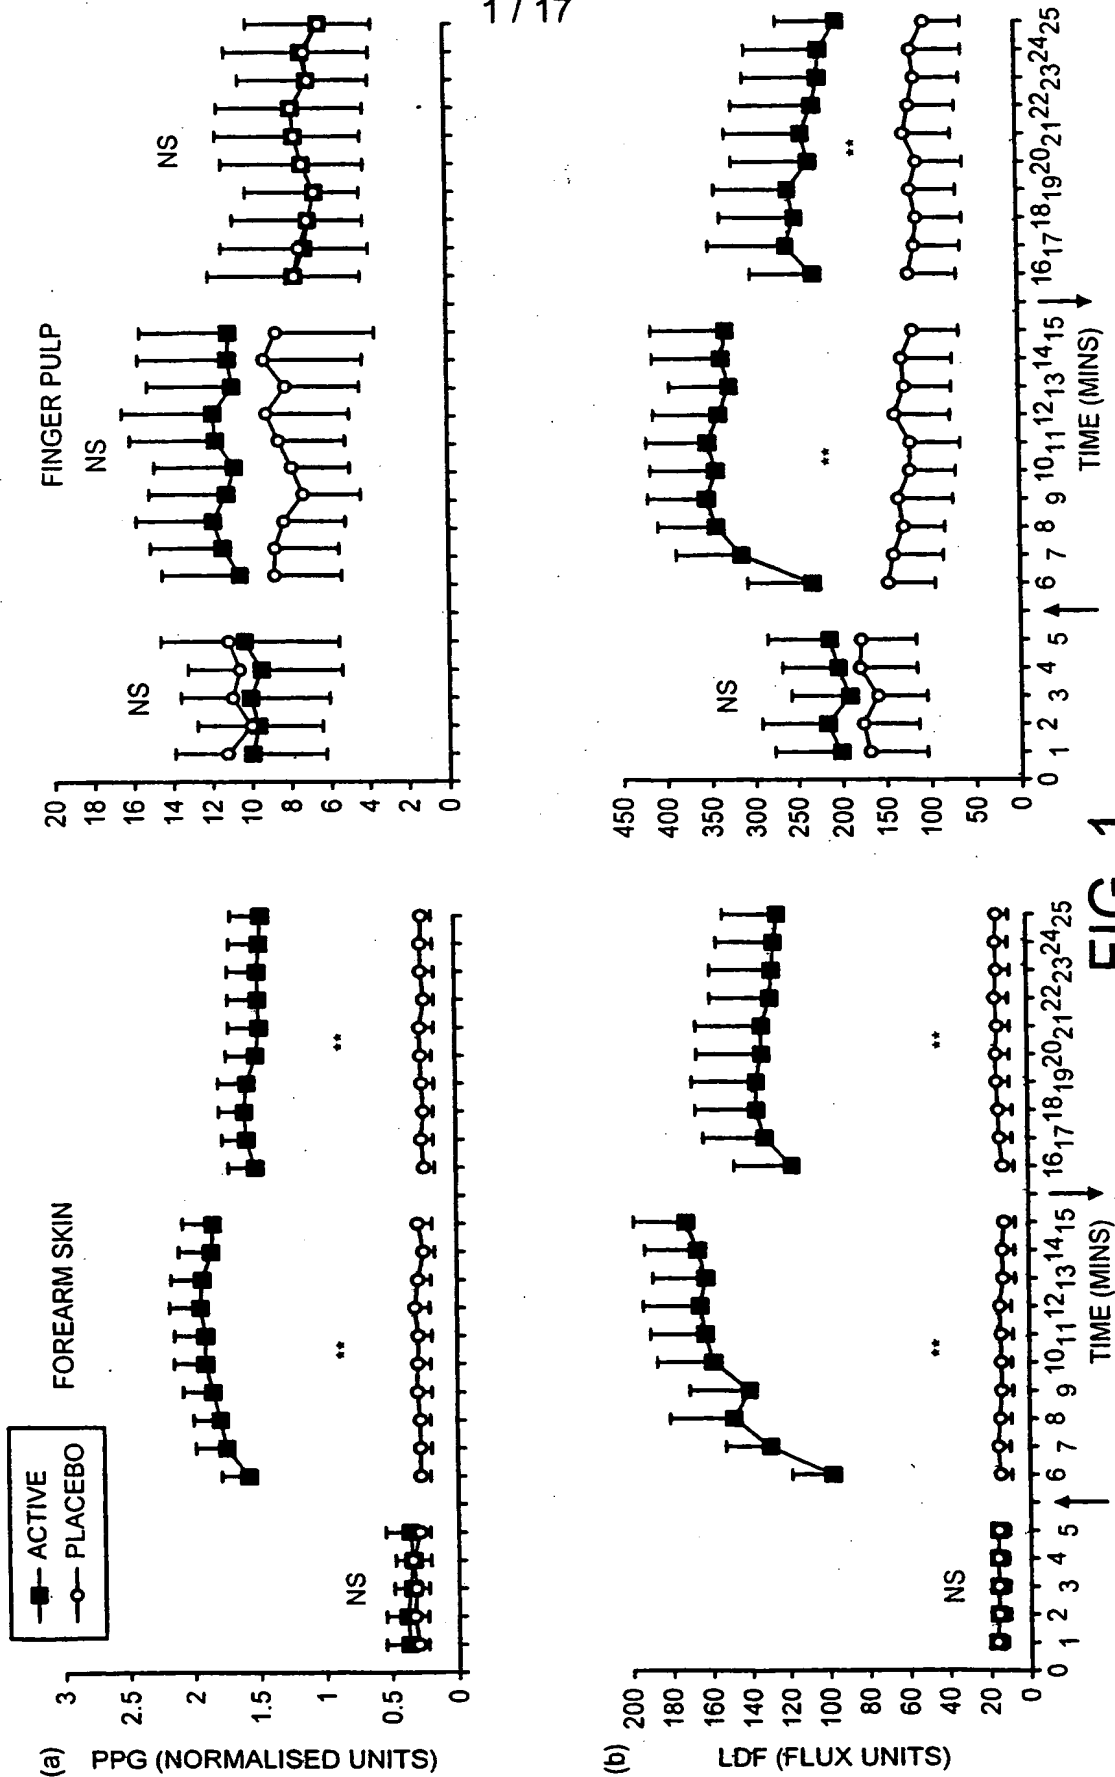 1 / 17
ACTIVE
PLACEBO
FOREARM SKIN
FINGER PULP
(a)
PPG (NORMALISED UNITS)
3
2.5
2
1.5
1
0.5
0
NS
**
**
20
18
16
14
12
10
8
6
4
2
0
NS
NS
NS
(b)
LDF (FLUX UNITS)
200
180
160
140
120
100
80
60
40
20
0
NS
**
**
0 1 2 3 4 5 6 7 8 9 10 11 12 13 14 15 16 17 18 19 20 21 22 23 24 25
TIME (MINS)
450
400
350
300
250
200
150
100
50
0
NS
**
**
0 1 2 3 4 5 6 7 8 9 10 11 12 13 14 15 16 17 18 19 20 21 22 23 24 25
TIME (MINS)
FIG. 1